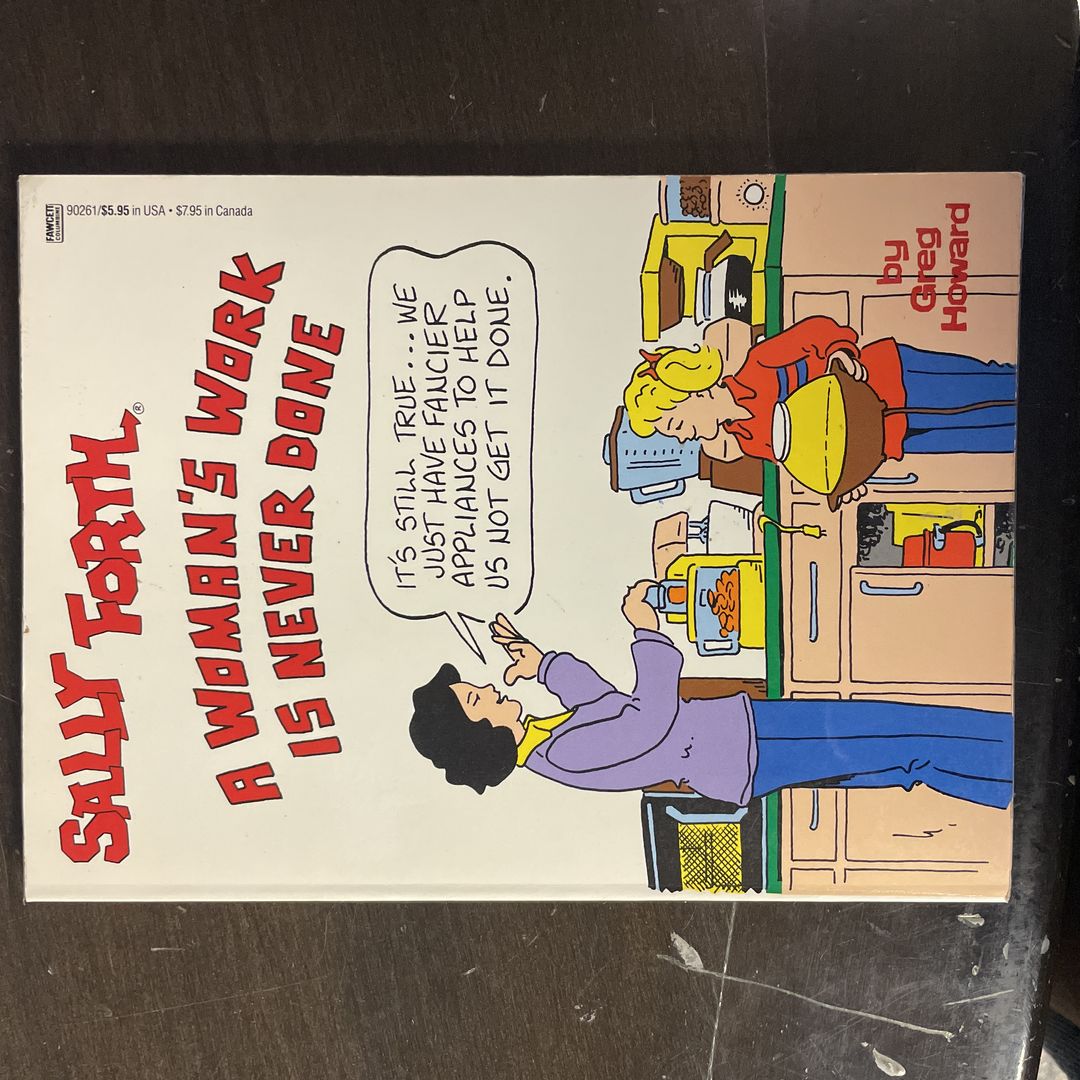 FAWCETT
COLUMBINE
90261/$5.95 in USA • $7.95 in Canada
SALLY FORTH®
A WOMAN'S WORK
IS NEVER DONE
IT'S STILL TRUE...WE
JUST HAVE FANCIER
APPLIANCES TO HELP
US NOT GET IT DONE.
by
Greg
Howard